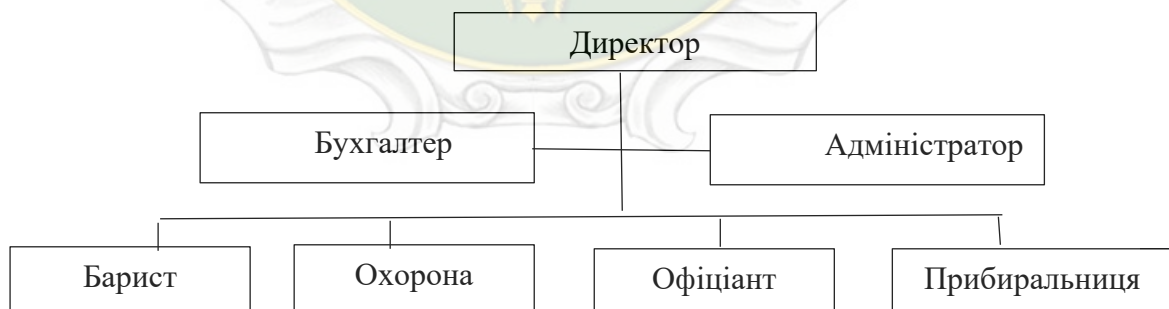 Директор
Бухгалтер
Адміністратор
Барист
Охорона
Офіціант
Прибиральниця